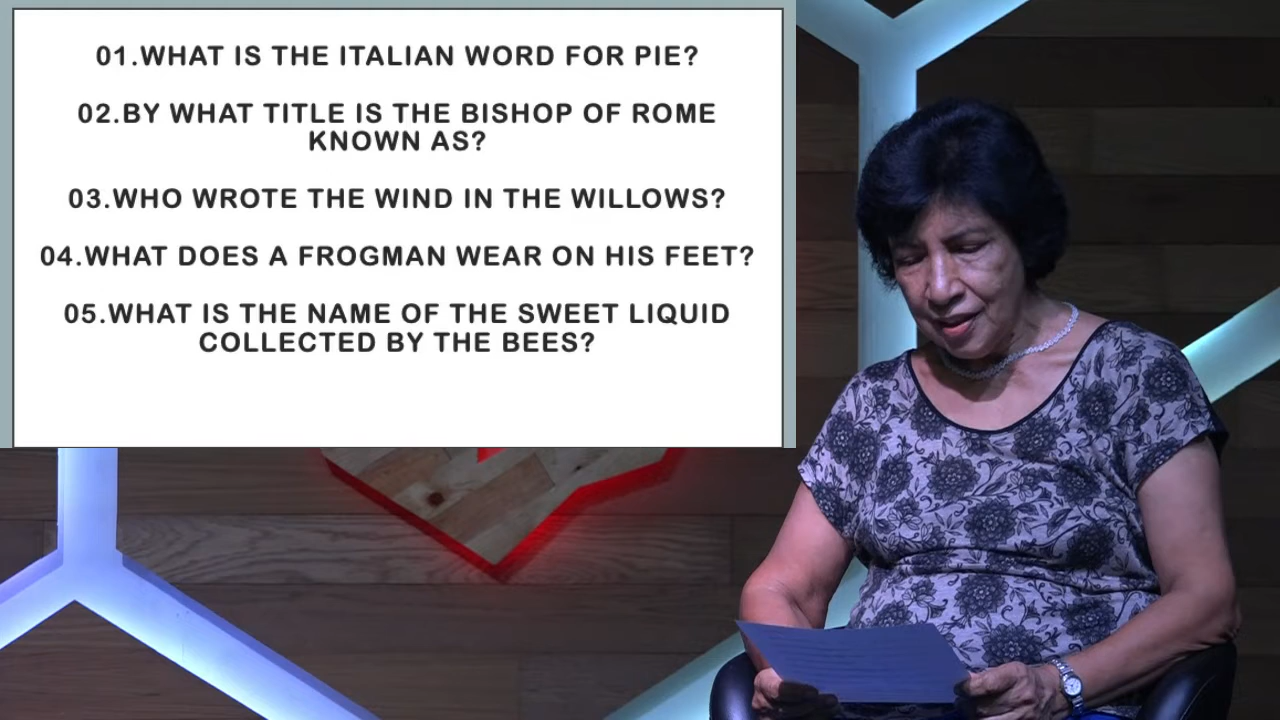 01.WHAT IS THE ITALIAN WORD FOR PIE?
02.BY WHAT TITLE IS THE BISHOP OF ROME
KNOWN AS?
03.WHO WROTE THE WIND IN THE WILLOWS?
04.WHAT DOES A FROGMAN WEAR ON HIS FEET?
05.WHAT IS THE NAME OF THE SWEET LIQUID
COLLECTED BY THE BEES?